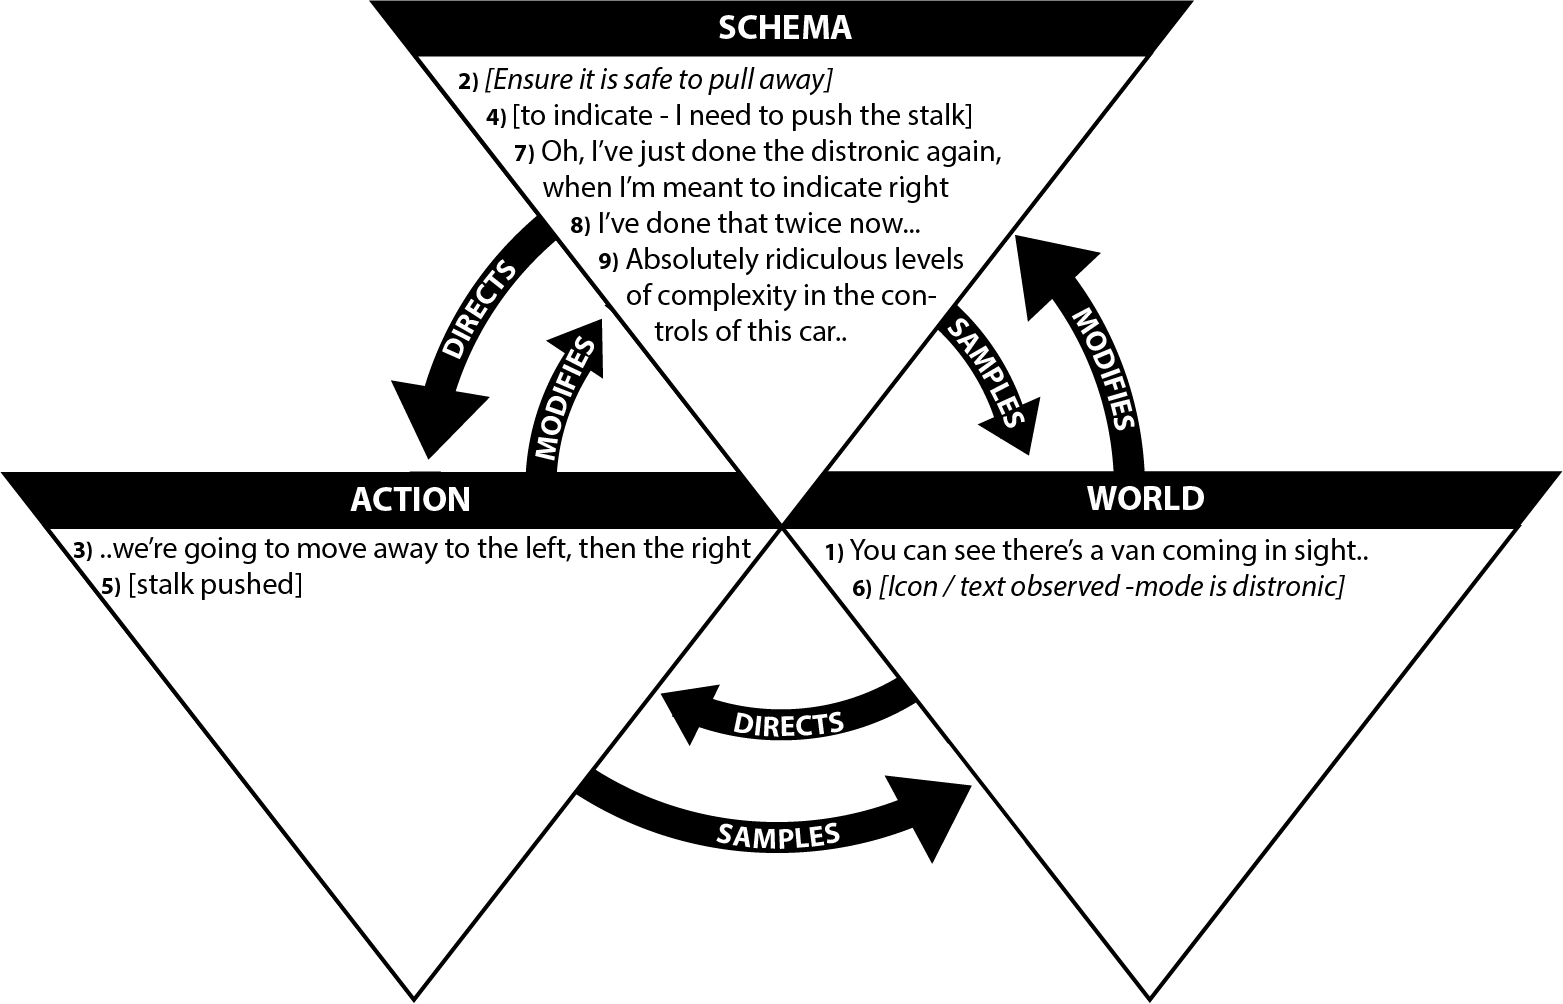 SCHEMA
2) [Ensure it is safe to pull away]
4) [to indicate - I need to push the stalk]
7) Oh, I've just done the distronic again,
when I'm meant to indicate right
8) I've done that twice now...
9) Absolutely ridiculous levels
of complexity in the con-
trols of this car..
DIRECTS
MODIFIES
SAMPLES
MODIFIES
ACTION
3) ..we're going to move away to the left, then the right
5) [stalk pushed]
WORLD
1) You can see there's a van coming in sight..
6) [Icon / text observed -mode is distronic]
DIRECTS
SAMPLES